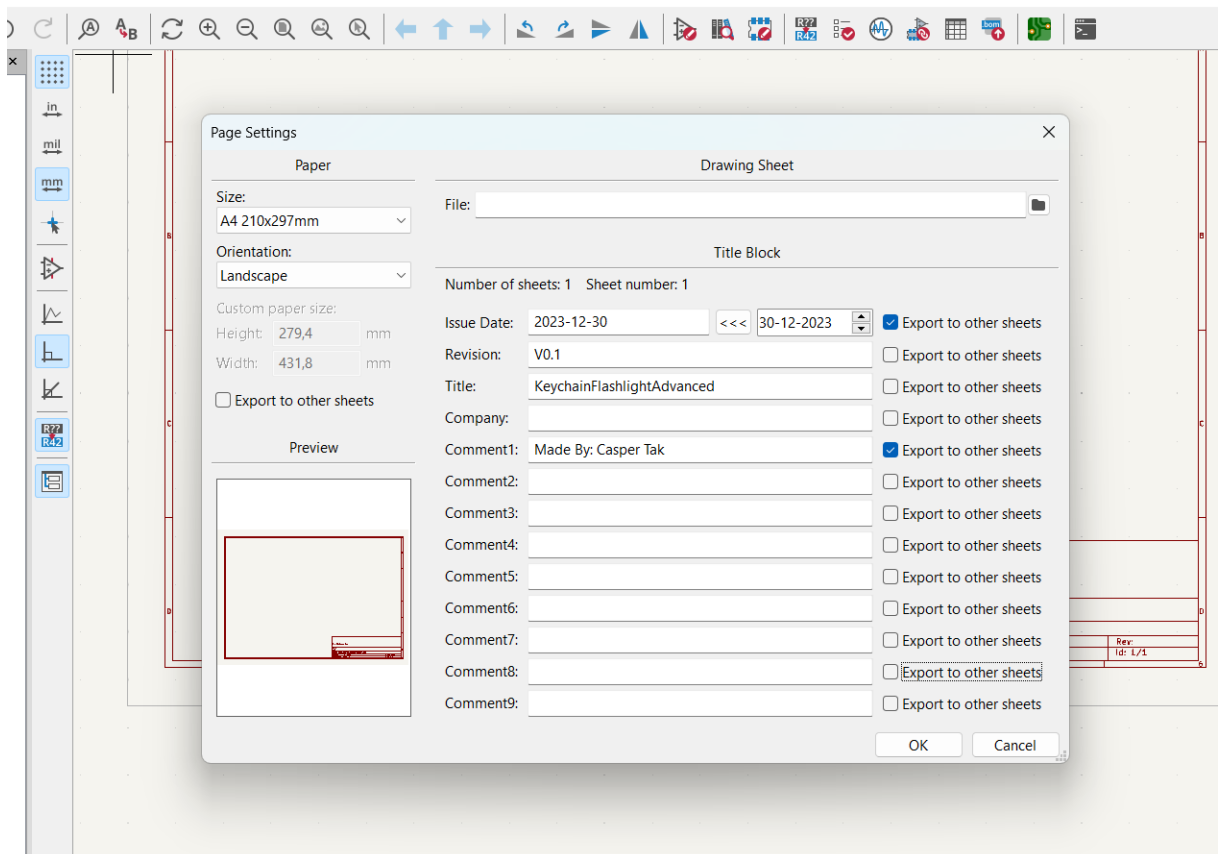 R??
R42
.bom
in
mil
mm
R??
R42
Page Settings
Paper
Size:
A4 210x297mm
Orientation:
Landscape
Custom paper size:
Height: 279,4 mm
Width: 431,8 mm
Export to other sheets
Preview
Drawing Sheet
File:
Title Block
Number of sheets: 1 Sheet number: 1
Issue Date: 2023-12-30 <<< 30-12-2023 Export to other sheets
Revision: V0.1 Export to other sheets
Title: KeychainFlashlightAdvanced Export to other sheets
Company: Export to other sheets
Comment1: Made By: Casper Tak Export to other sheets
Comment2: Export to other sheets
Comment3: Export to other sheets
Comment4: Export to other sheets
Comment5: Export to other sheets
Comment6: Export to other sheets
Comment7: Export to other sheets
Comment8: Export to other sheets
Comment9: Export to other sheets
OK Cancel
B
C
D
B
C
D
Rev:
Id: 1/1
6